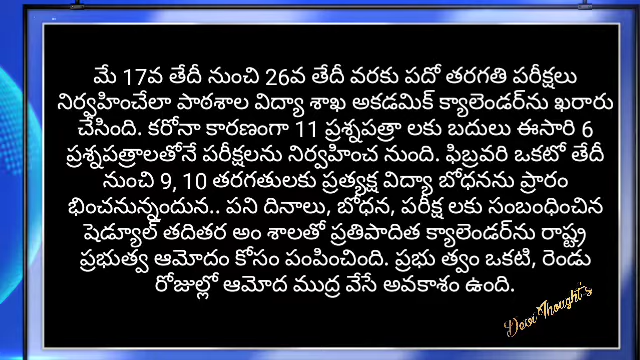 మే 17వ తేదీ నుంచి 26వ తేదీ వరకు పదో తరగతి పరీక్షలు
నిర్వహించేలా పాఠశాల విద్యా శాఖ అకడమిక్ క్యాలెండర్‌ను ఖరారు
చేసింది. కరోనా కారణంగా 11 ప్రశ్నపత్రా లకు బదులు ఈసారి 6
ప్రశ్నపత్రాలతోనే పరీక్షలను నిర్వహించ నుంది. ఫిబ్రవరి ఒకటో తేదీ
నుంచి 9, 10 తరగతులకు ప్రత్యక్ష విద్యా బోధనను ప్రారం
భించనున్నందున.. పని దినాలు, బోధన, పరీక్ష లకు సంబంధించిన
షెడ్యూల్ తదితర అం శాలతో ప్రతిపాదిత క్యాలెండర్‌ను రాష్ట్ర
ప్రభుత్వ ఆమోదం కోసం పంపించింది. ప్రభు త్వం ఒకటి, రెండు
రోజుల్లో ఆమోద ముద్ర వేసే అవకాశం ఉంది.
Devi Thought's